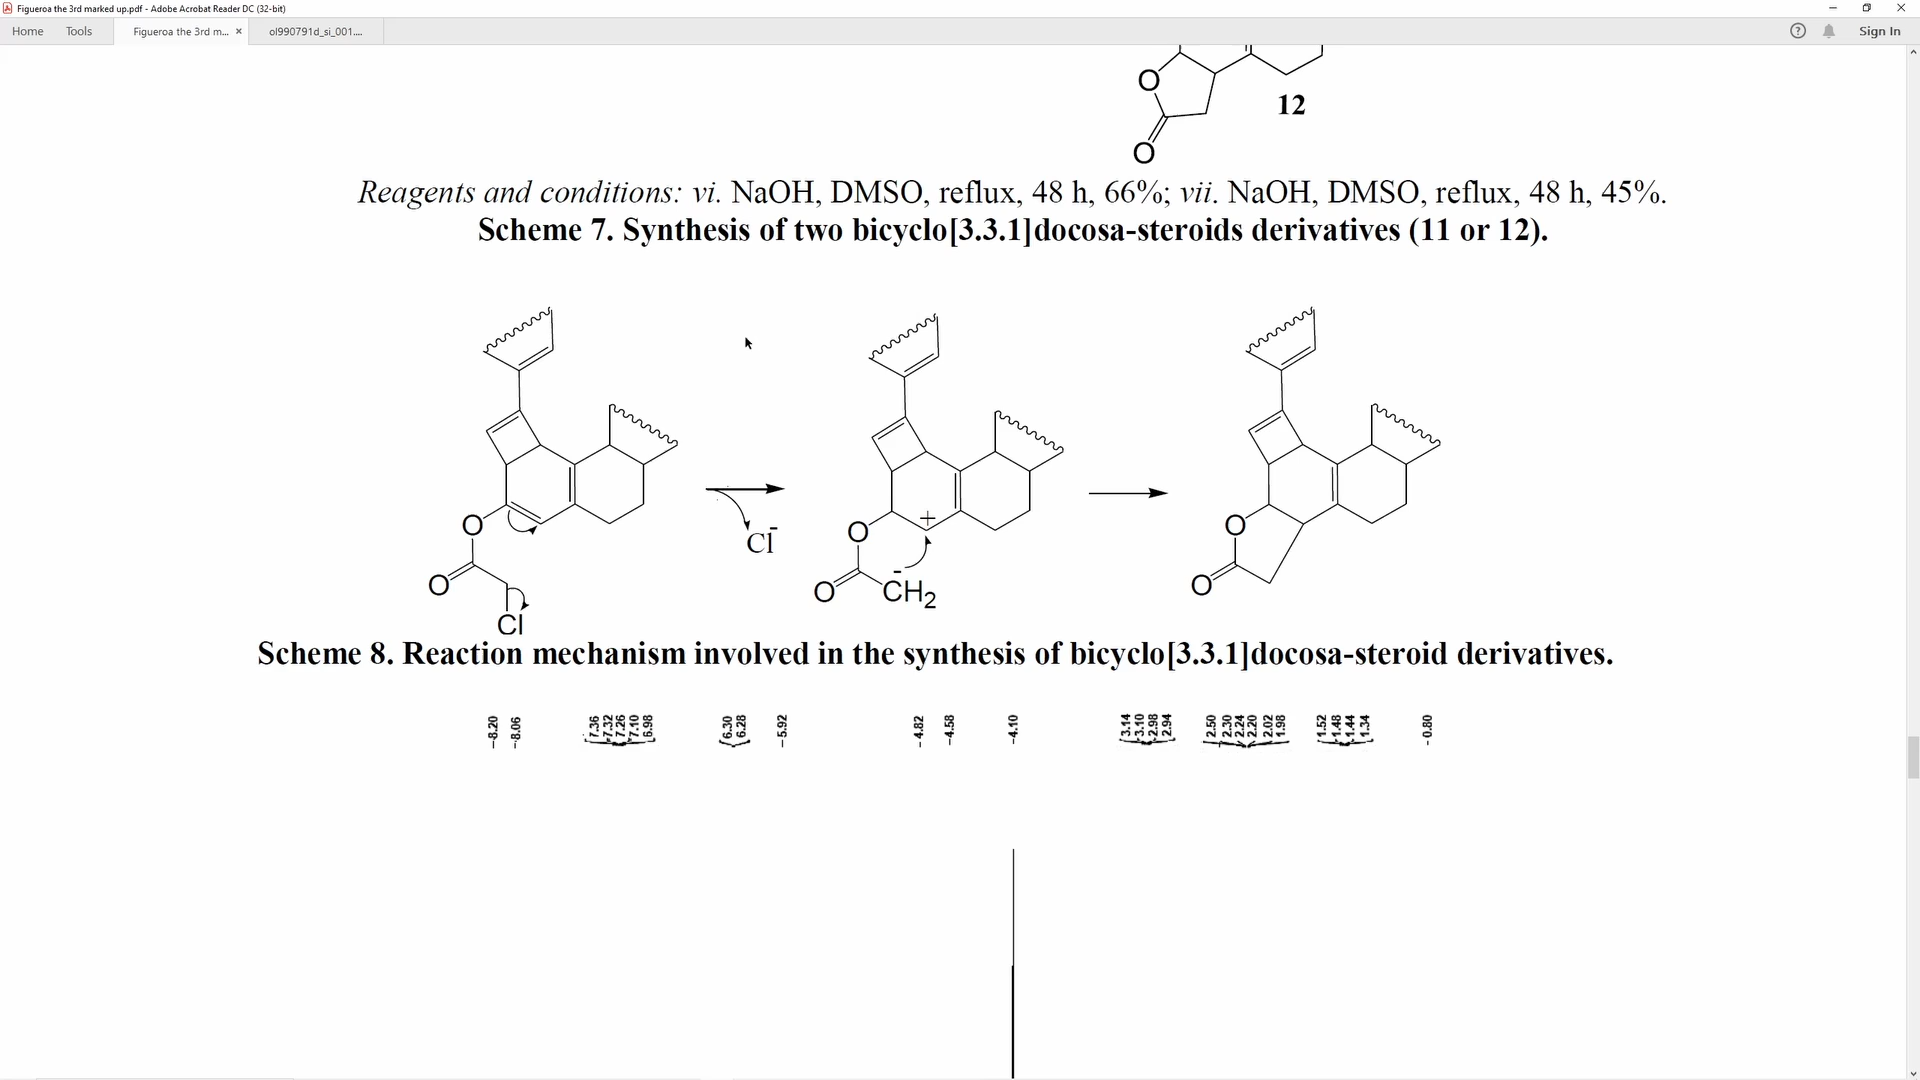 Figueroa the 3rd marked up.pdf - Adobe Acrobat Reader DC (32-bit)
Home Tools Figueroa the 3rd m... × ol990791d_si_001.... Sign In
O
12
O
Reagents and conditions: vi. NaOH, DMSO, reflux, 48 h, 66%; vii. NaOH, DMSO, reflux, 48 h, 45%.
Scheme 7. Synthesis of two bicyclo[3.3.1]docosa-steroids derivatives (11 or 12).
O
O
Cl
Cl-
+
O
O
-
CH2
O
O
Scheme 8. Reaction mechanism involved in the synthesis of bicyclo[3.3.1]docosa-steroid derivatives.
8.20
8.06
7.36
7.32
7.26
7.10
6.98
6.30
6.28
5.92
4.82
4.58
4.10
3.14
3.10
2.98
2.94
2.50
2.30
2.24
2.20
2.02
1.98
1.52
1.48
1.44
1.34
0.80